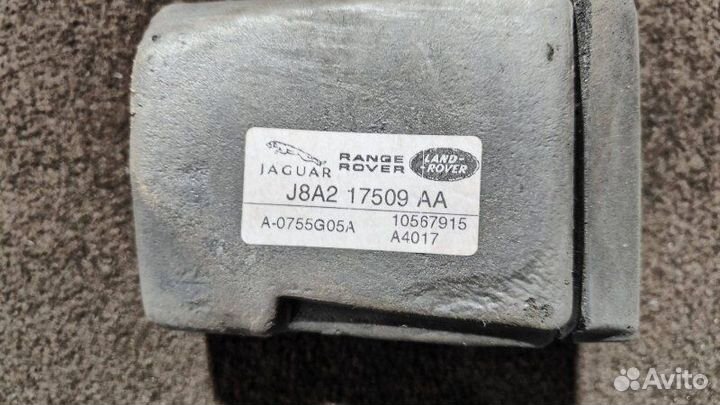 JAGUAR RANGE ROVER LAND-ROVER
J8A2 17509 AA
A-0755G05A 10567915
A4017
Avito